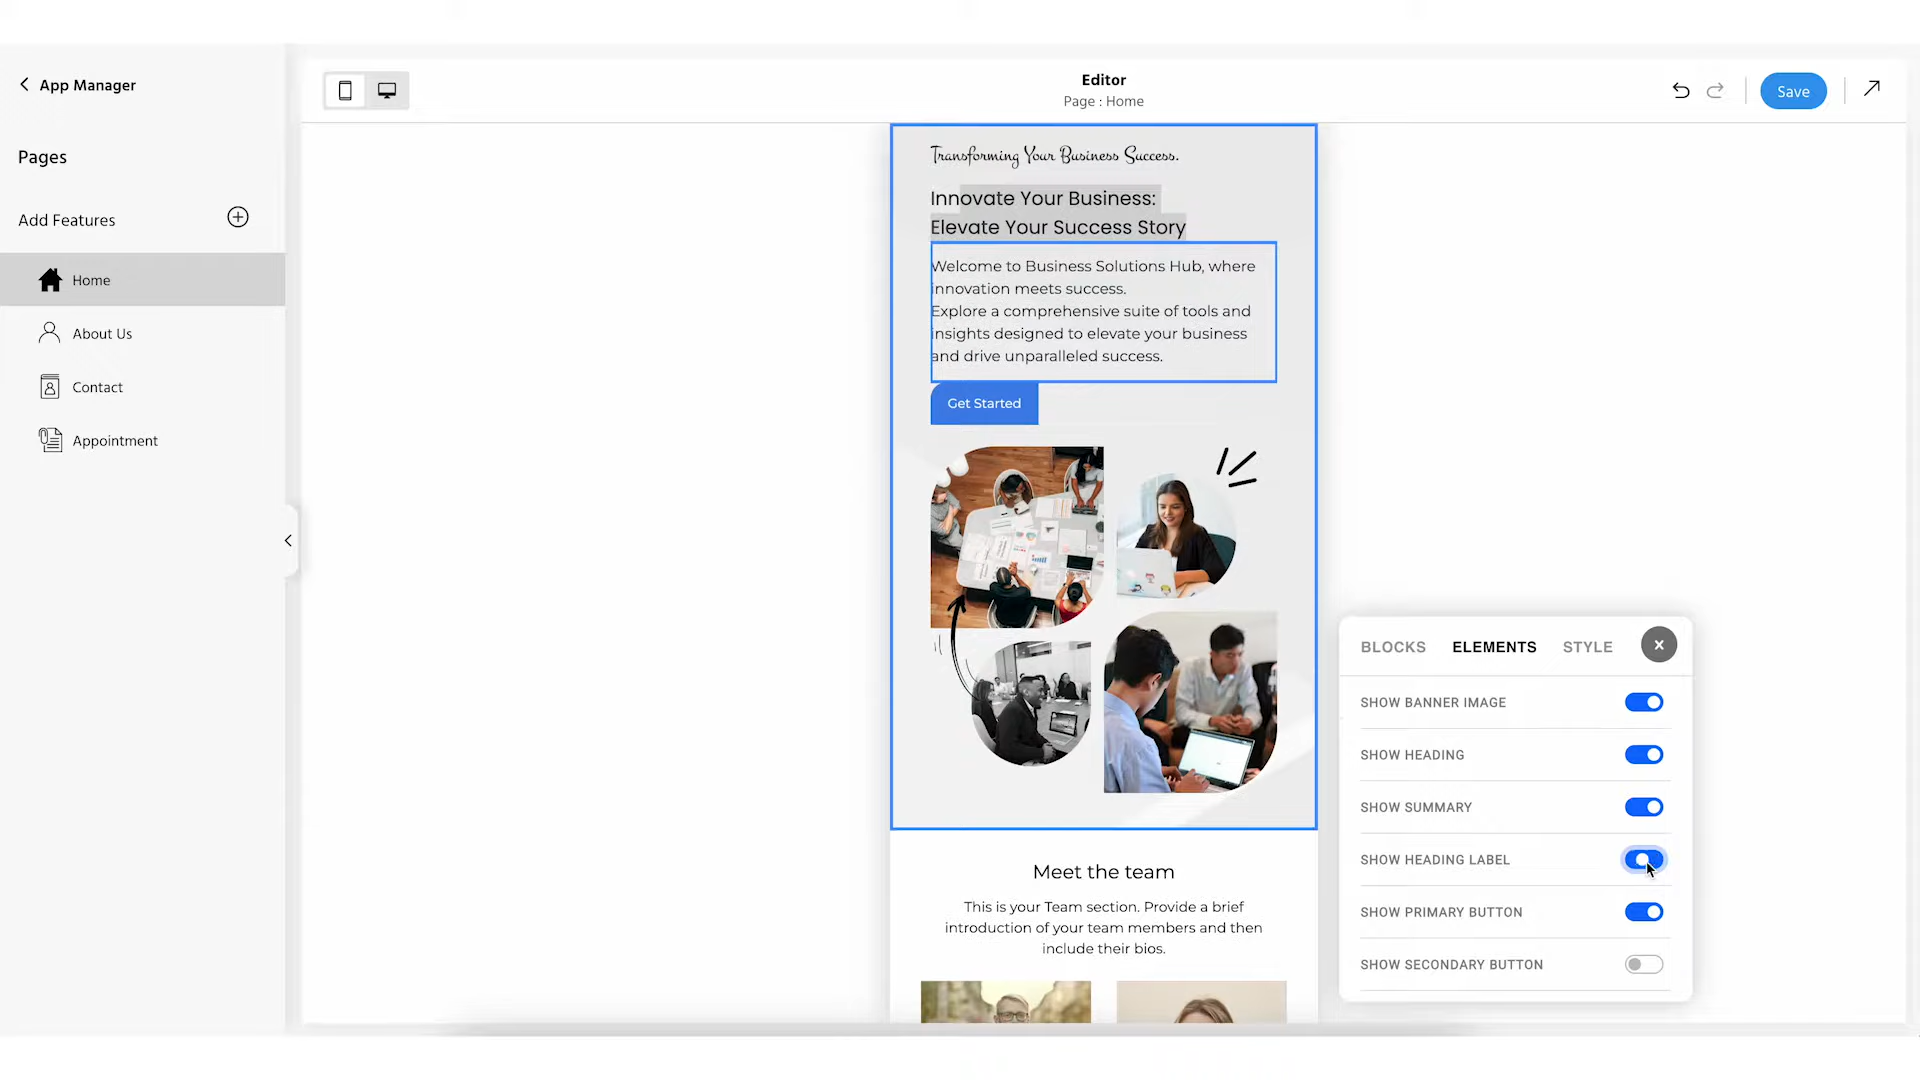 App Manager
Pages
Add Features
Home
About Us
Contact
Appointment
Editor
Page : Home
Save
Transforming Your Business Success.
Innovate Your Business:
Elevate Your Success Story
Welcome to Business Solutions Hub, where
innovation meets success.
Explore a comprehensive suite of tools and
insights designed to elevate your business
and drive unparalleled success.
Get Started
Meet the team
This is your Team section. Provide a brief
introduction of your team members and then
include their bios.
BLOCKS ELEMENTS STYLE
SHOW BANNER IMAGE
SHOW HEADING
SHOW SUMMARY
SHOW HEADING LABEL
SHOW PRIMARY BUTTON
SHOW SECONDARY BUTTON